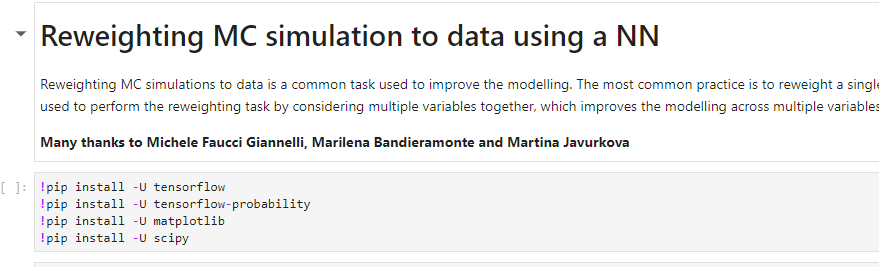 Reweighting MC simulation to data using a NN
Reweighting MC simulations to data is a common task used to improve the modelling. The most common practice is to reweight a single
used to perform the reweighting task by considering multiple variables together, which improves the modelling across multiple variables
Many thanks to Michele Faucci Giannelli, Marilena Bandieramonte and Martina Javurkova
[ ]: !pip install -U tensorflow
!pip install -U tensorflow-probability
!pip install -U matplotlib
!pip install -U scipy